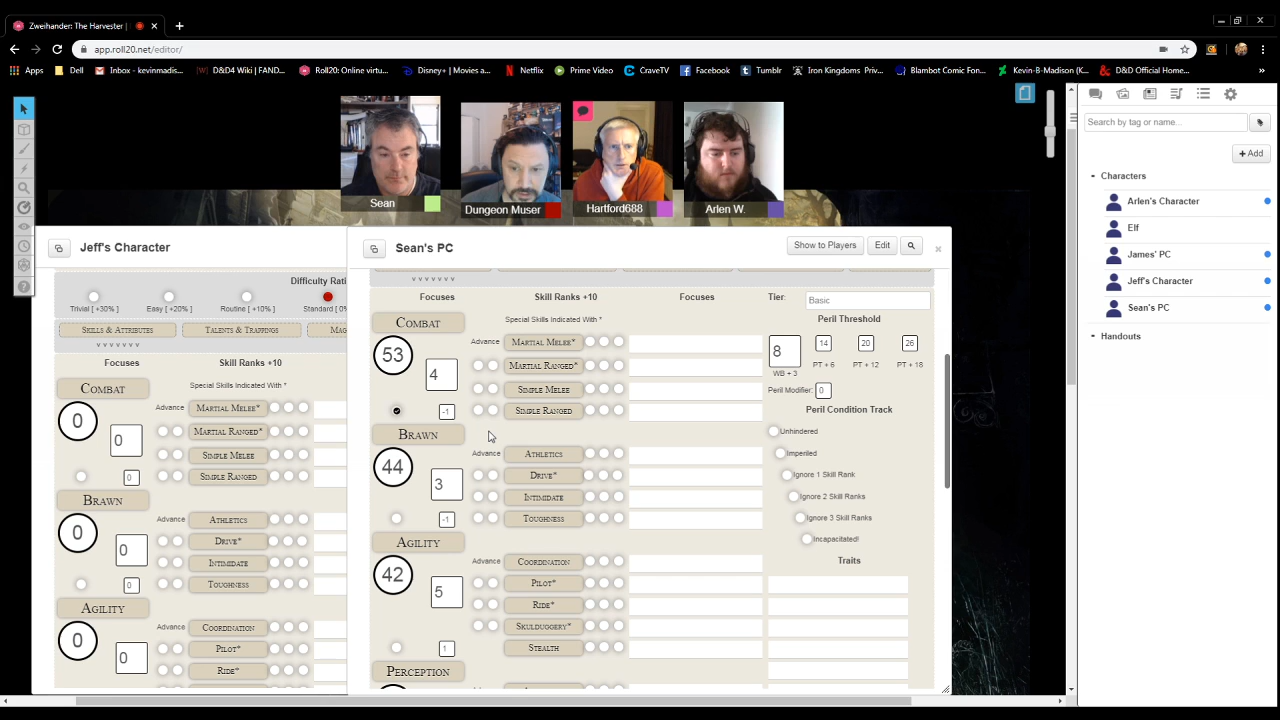 Zweihander: The Harvester |
app.roll20.net/editor/
Apps
Dell
Inbox - kevinmadis...
D&D4 Wiki | FAND...
Roll20: Online virtu...
Disney+ | Movies a...
Netflix
Prime Video
CraveTV
Facebook
Tumblr
Iron Kingdoms Priv...
Blambot Comic Fon...
Kevin-B-Madison (K...
D&D Official Home...
»
Sean
Dungeon Muser
Hartford688
Arlen W.
Search by tag or name...
+ Add
Characters
Arlen's Character
Elf
James' PC
Jeff's Character
Sean's PC
Handouts
Jeff's Character
Difficulty Rati
Trivial [ +30% ]
Easy [ +20% ]
Routine [ +10% ]
Standard [ 0%
Skills & Attributes
Talents & Trappings
Mag
v v v v v v v
Focuses
Skill Ranks +10
Combat
Special Skills Indicated With *
0
0
Advance
Martial Melee*
Martial Ranged*
Simple Melee
Simple Ranged
0
Brawn
0
0
Advance
Athletics
Drive*
Intimidate
Toughness
0
Agility
0
0
Advance
Coordination
Pilot*
Ride*
Sean's PC
Show to Players
Edit
v v v v v v v
Focuses
Skill Ranks +10
Focuses
Tier:
Basic
Combat
Special Skills Indicated With *
53
4
Advance
Martial Melee*
Martial Ranged*
Simple Melee
Simple Ranged
-1
Brawn
44
3
Advance
Athletics
Drive*
Intimidate
Toughness
-1
Agility
42
5
Advance
Coordination
Pilot*
Ride*
Skulduggery*
Stealth
1
Perception
Peril Threshold
8
14
20
26
WB + 3
PT + 6
PT + 12
PT + 18
Peril Modifier:
0
Peril Condition Track
Unhindered
Imperiled
Ignore 1 Skill Rank
Ignore 2 Skill Ranks
Ignore 3 Skill Ranks
Incapacitated!
Traits